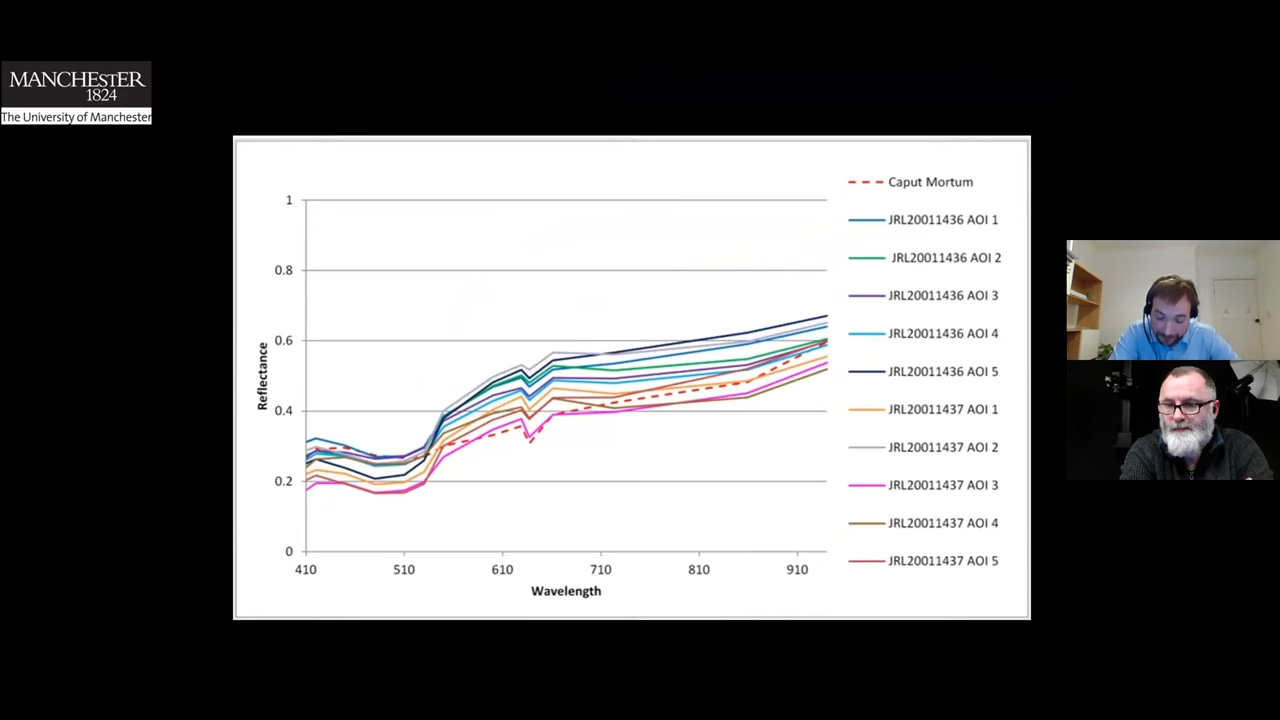 MANCHESTER
1824
The University of Manchester
Caput Mortum
JRL20011436 AOI 1
JRL20011436 AOI 2
JRL20011436 AOI 3
JRL20011436 AOI 4
JRL20011436 AOI 5
JRL20011437 AOI 1
JRL20011437 AOI 2
JRL20011437 AOI 3
JRL20011437 AOI 4
JRL20011437 AOI 5
Reflectance
1
0.8
0.6
0.4
0.2
0
410 510 610 710 810 910
Wavelength